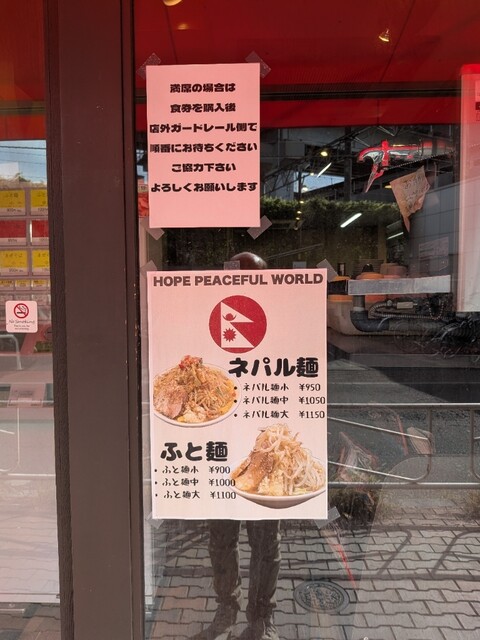 満席の場合は
食券を購入後
店外ガードレール側で
順番にお待ちください
ご協力下さい
よろしくお願いします
HOPE PEACEFUL WORLD
ネパル麺
・ネパル麺小 ¥950
・ネパル麺中 ¥1050
・ネパル麺大 ¥1150
ふと麺
・ふと麺小 ¥900
・ふと麺中 ¥1000
・ふと麺大 ¥1100
No Smoking